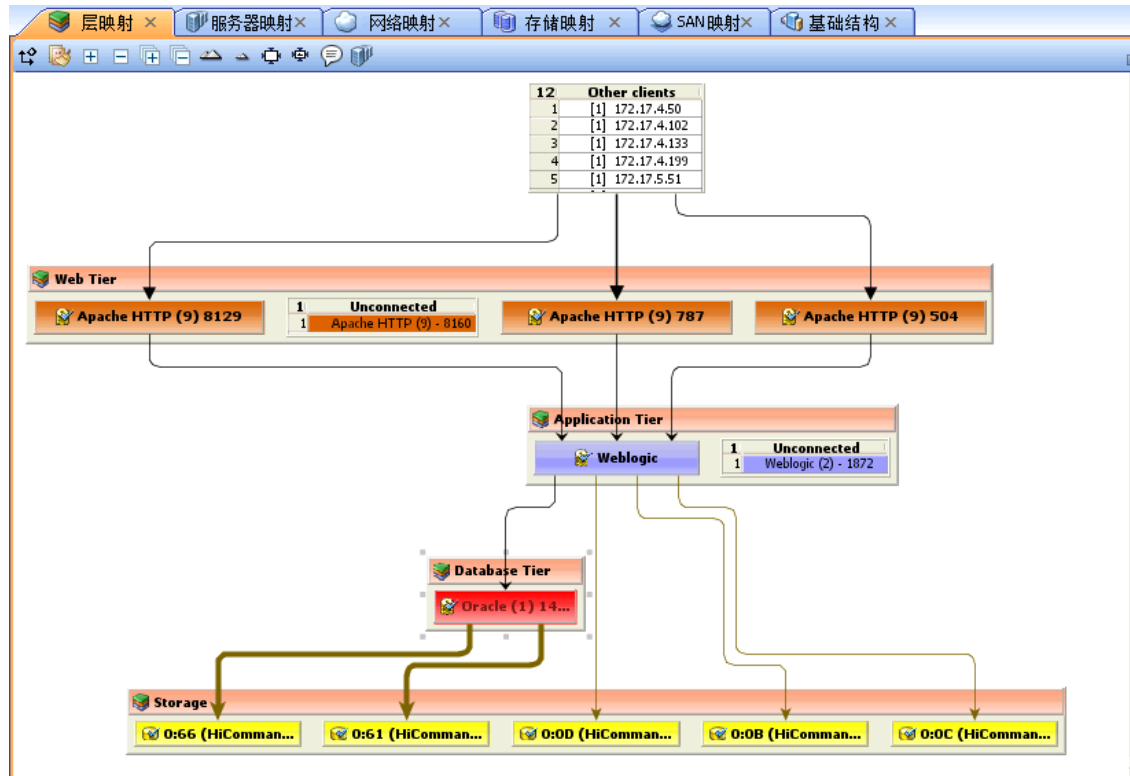 层映射 服务器映射 网络映射 存储映射 SAN映射 基础结构
12 Other clients
1 [1] 172.17.4.50
2 [1] 172.17.4.102
3 [1] 172.17.4.133
4 [1] 172.17.4.199
5 [1] 172.17.5.51
Web Tier
Apache HTTP (9) 8129
1 Unconnected
1 Apache HTTP (9) - 8160
Apache HTTP (9) 787
Apache HTTP (9) 504
Application Tier
Weblogic
1 Unconnected
1 Weblogic (2) - 1872
Database Tier
Oracle (1) 14...
Storage
0:66 (HiComman...
0:61 (HiComman...
0:0D (HiComman...
0:0B (HiComman...
0:0C (HiComman...